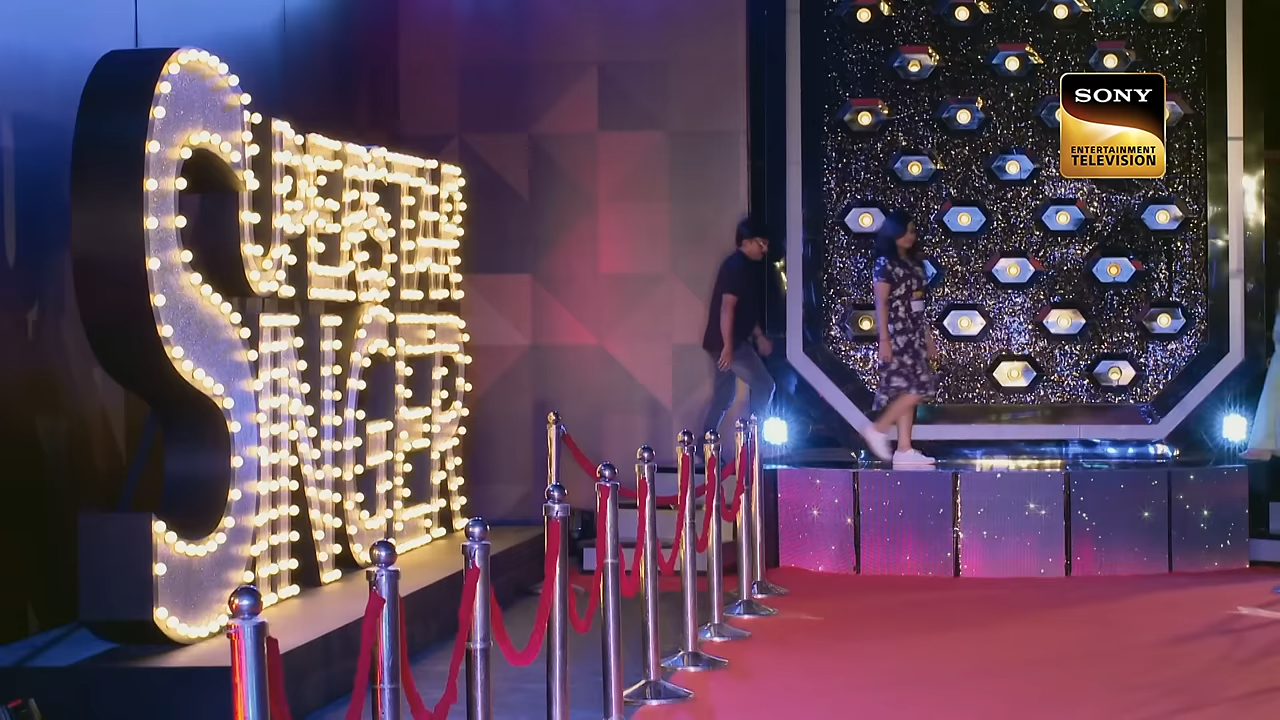 SUPERSTAR
SINGER
SONY
ENTERTAINMENT
TELEVISION